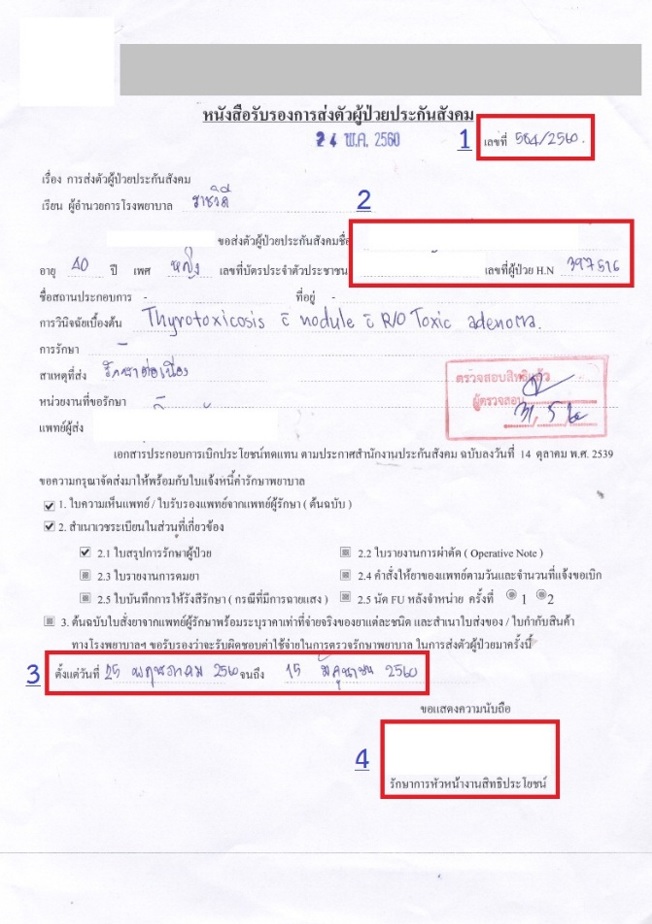 หนังสือรับรองการส่งตัวผู้ป่วยประกันสังคม
24 พ.ค. 2560
1 เลขที่ 564/2560.
เรื่อง การส่งตัวผู้ป่วยประกันสังคม
เรียน ผู้อำนวยการโรงพยาบาล ราชวิถี
2
ขอส่งตัวผู้ป่วยประกันสังคมชื่อ
อายุ 40 ปี เพศ หญิง เลขที่บัตรประจำตัวประชาชน เลขที่ผู้ป่วย H.N 397516
ชื่อสถานประกอบการ - ที่อยู่ -
การวินิจฉัยเบื้องต้น Thyrotoxicosis c̄ nodule c̄ R/O Toxic adenoma.
การรักษา -
สาเหตุที่ส่ง รักษาต่อเนื่อง
ตรวจสอบสิทธิแล้ว
ผู้ตรวจสอบ
31, 5, 60
หน่วยงานที่ขอรักษา -
แพทย์ผู้ส่ง
เอกสารประกอบการเบิกประโยชน์ทดแทน ตามประกาศสำนักงานประกันสังคม ฉบับลงวันที่ 14 ตุลาคม พ.ศ. 2539
ขอความกรุณาจัดส่งมาให้พร้อมกับใบแจ้งหนี้ค่ารักษาพยาบาล
1. ใบความเห็นแพทย์ / ใบรับรองแพทย์จากแพทย์ผู้รักษา ( ต้นฉบับ )
2. สำเนาเวชระเบียนในส่วนที่เกี่ยวข้อง
2.1 ใบสรุปการรักษาผู้ป่วย 2.2 ใบรายงานการผ่าตัด ( Operative Note )
2.3 ใบรายงานการดมยา 2.4 คำสั่งให้ยาของแพทย์ตามวันและจำนวนที่แจ้งขอเบิก
2.5 ใบบันทึกการให้รังสีรักษา ( กรณีที่มีการฉายแสง ) 2.5 นัด FU หลังจำหน่าย ครั้งที่ 1 2
3. ต้นฉบับใบสั่งยาจากแพทย์ผู้รักษาพร้อมระบุราคาเท่าที่จ่ายจริงของยาแต่ละชนิด และสำเนาใบส่งของ / ใบกำกับสินค้า
ทางโรงพยาบาลฯ ขอรับรองว่าจะรับผิดชอบค่าใช้จ่ายในการตรวจรักษาพยาบาล ในการส่งตัวผู้ป่วยมาครั้งนี้
3 ตั้งแต่วันที่ 25 พฤษภาคม 2560 จนถึง 15 มิถุนายน 2560
ขอแสดงความนับถือ
4
รักษาการหัวหน้างานสิทธิประโยชน์